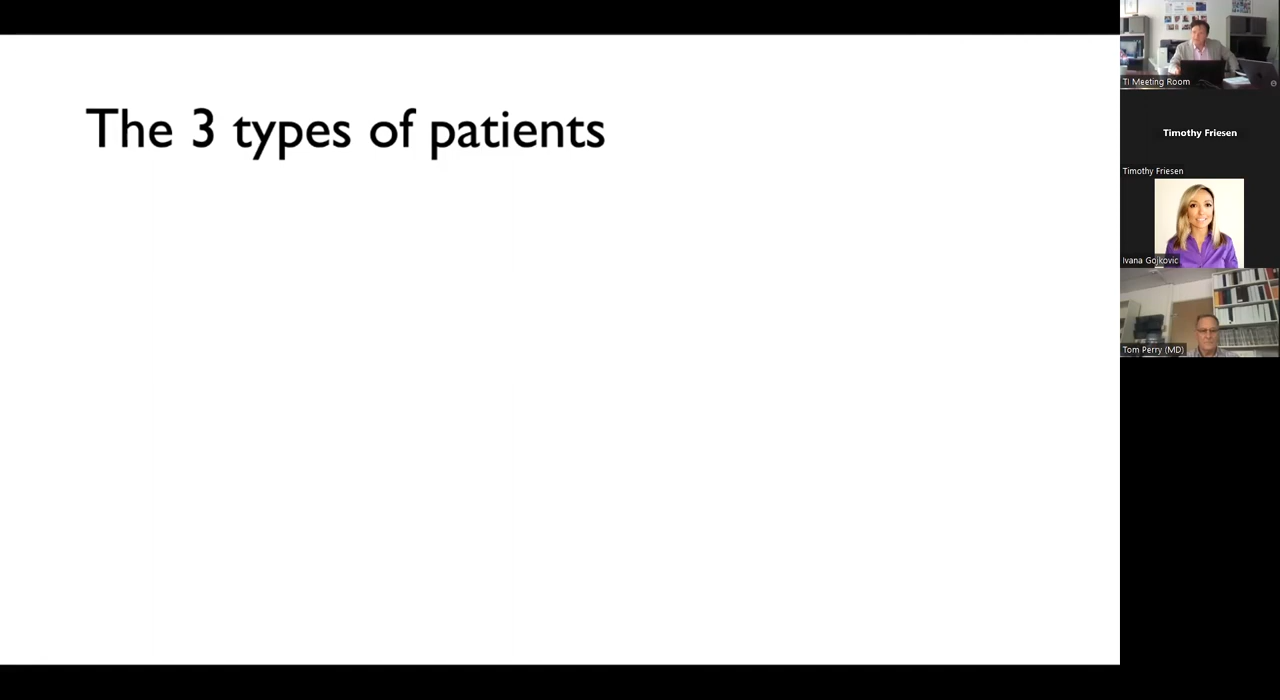 The 3 types of patients
TI Meeting Room
Timothy Friesen
Timothy Friesen
Ivana Gojkovic
Tom Perry (MD)